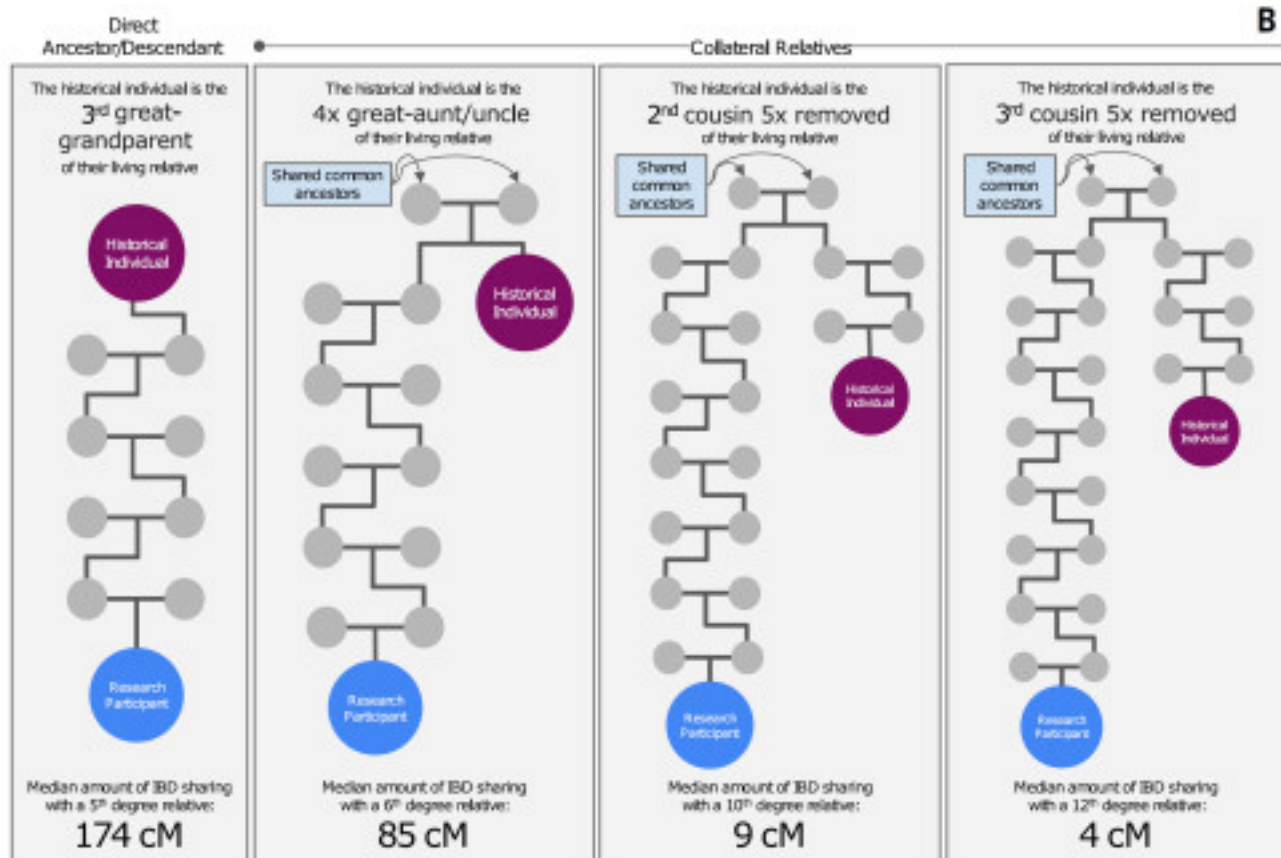 B
Direct
Ancestor/Descendant
Collateral Relatives
The historical individual is the
3rd great-
grandparent
of their living relative
Historical
Individual
Research
Participant
Median amount of IBD sharing
with a 5th degree relative:
174 cM
The historical individual is the
4x great-aunt/uncle
of their living relative
Shared common
ancestors
Historical
Individual
Research
Participant
Median amount of IBD sharing
with a 6th degree relative:
85 cM
The historical individual is the
2nd cousin 5x removed
of their living relative
Shared
common
ancestors
Historical
Individual
Research
Participant
Median amount of IBD sharing
with a 10th degree relative:
9 cM
The historical individual is the
3rd cousin 5x removed
of their living relative
Shared
common
ancestors
Historical
Individual
Research
Participant
Median amount of IBD sharing
with a 12th degree relative:
4 cM